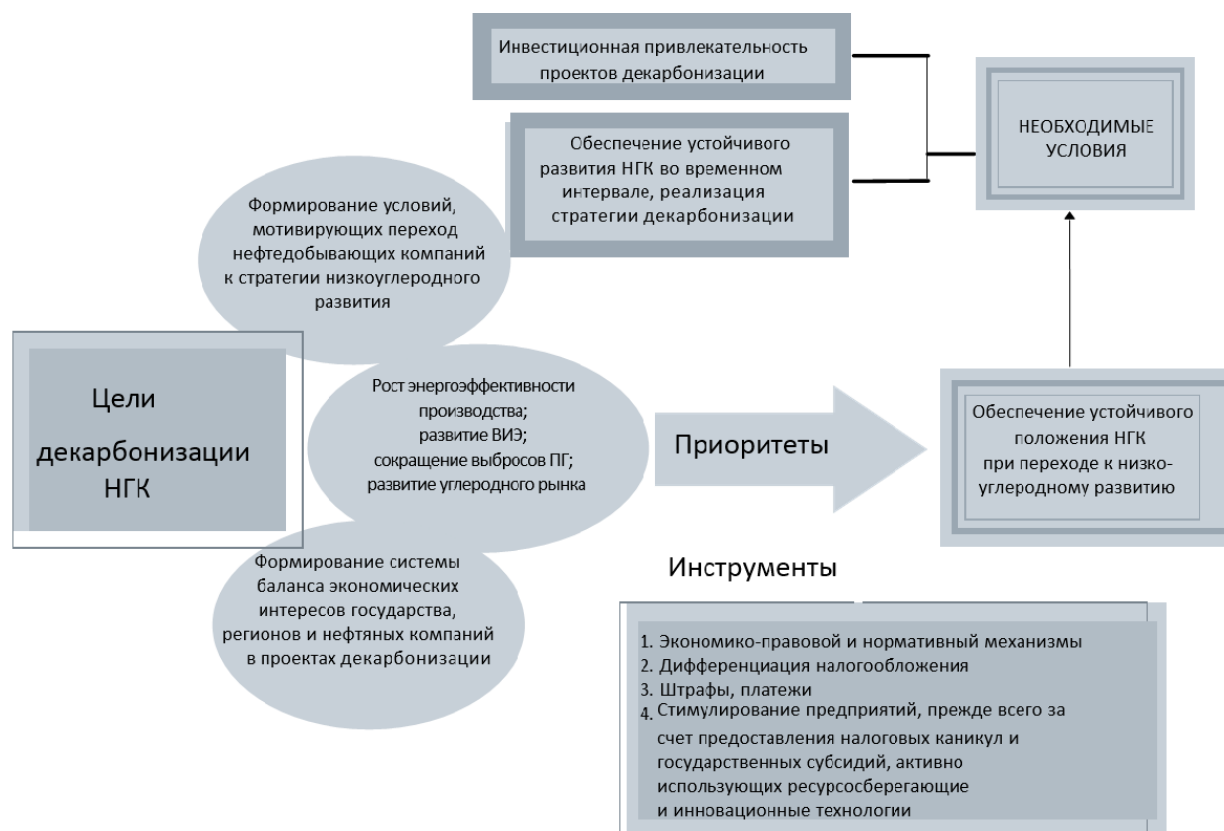 Инвестиционная привлекательность
проектов декарбонизации
НЕОБХОДИМЫЕ
УСЛОВИЯ
Обеспечение устойчивого
развития НГК во временном
интервале, реализация
стратегии декарбонизации
Формирование условий,
мотивирующих переход
нефтедобывающих компаний
к стратегии низкоуглеродного
развития
Цели
декарбонизации
НГК
Рост энергоэффективности
производства;
развитие ВИЭ;
сокращение выбросов ПГ;
развитие углеродного рынка
Приоритеты
Обеспечение устойчивого
положения НГК
при переходе к низко-
углеродному развитию
Формирование системы
баланса экономических
интересов государства,
регионов и нефтяных компаний
в проектах декарбонизации
Инструменты
1. Экономико-правовой и нормативный механизмы
2. Дифференциация налогообложения
3. Штрафы, платежи
4. Стимулирование предприятий, прежде всего за
счет предоставления налоговых каникул и
государственных субсидий, активно
использующих ресурсосберегающие
и инновационные технологии